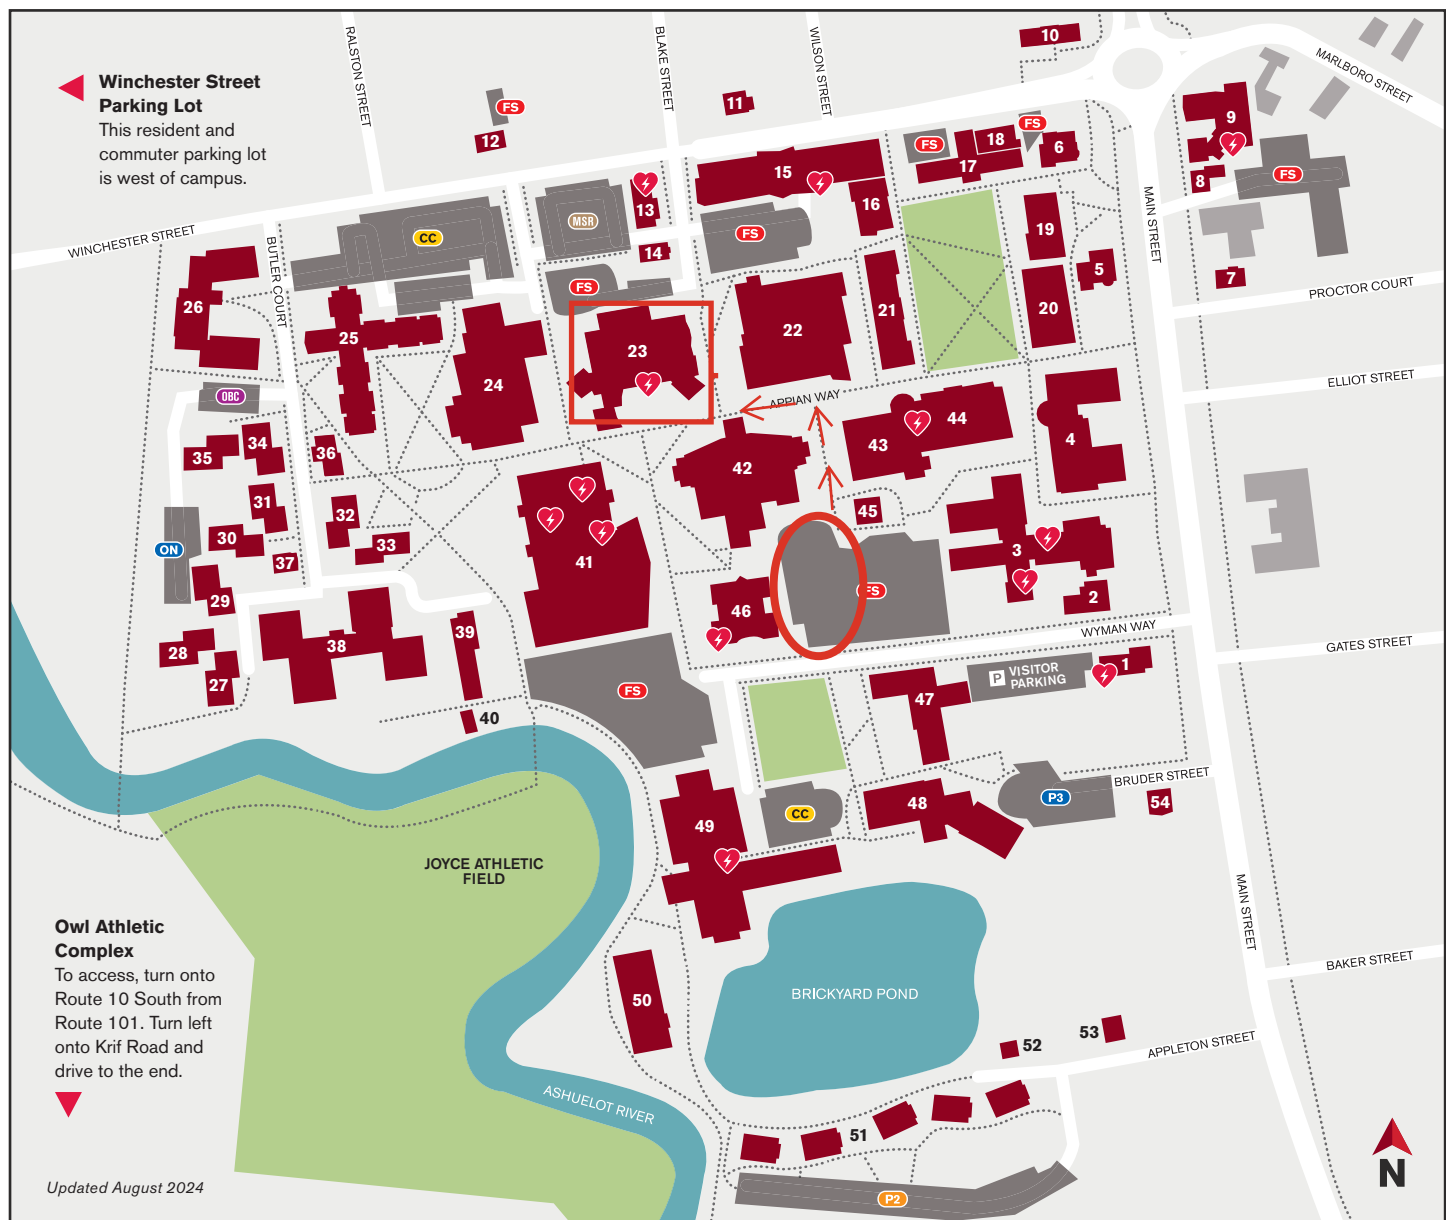 Winchester Street
Parking Lot
This resident and
commuter parking lot
is west of campus.
RALSTON STREET
BLAKE STREET
WILSON STREET
10
MARLBORO STREET
FS
11
12
FS
FS
18
17
6
9
8
FS
7
MAIN STREET
WINCHESTER STREET
BUTLER COURT
CC
MSR
13
14
15
16
FS
FS
19
5
20
PROCTOR COURT
26
25
24
23
22
21
ELLIOT STREET
APPIAN WAY
OBC
35
34
36
31
30
32
33
37
ON
29
28
27
38
39
40
41
42
43
44
4
45
3
2
46
FS
WYMAN WAY
GATES STREET
FS
47
P VISITOR
PARKING
1
BRUDER STREET
54
CC
48
P3
49
JOYCE ATHLETIC
FIELD
MAIN STREET
BAKER STREET
Owl Athletic
Complex
To access, turn onto
Route 10 South from
Route 101. Turn left
onto Krif Road and
drive to the end.
50
BRICKYARD POND
52
53
APPLETON STREET
ASHUELOT RIVER
51
P2
N
Updated August 2024